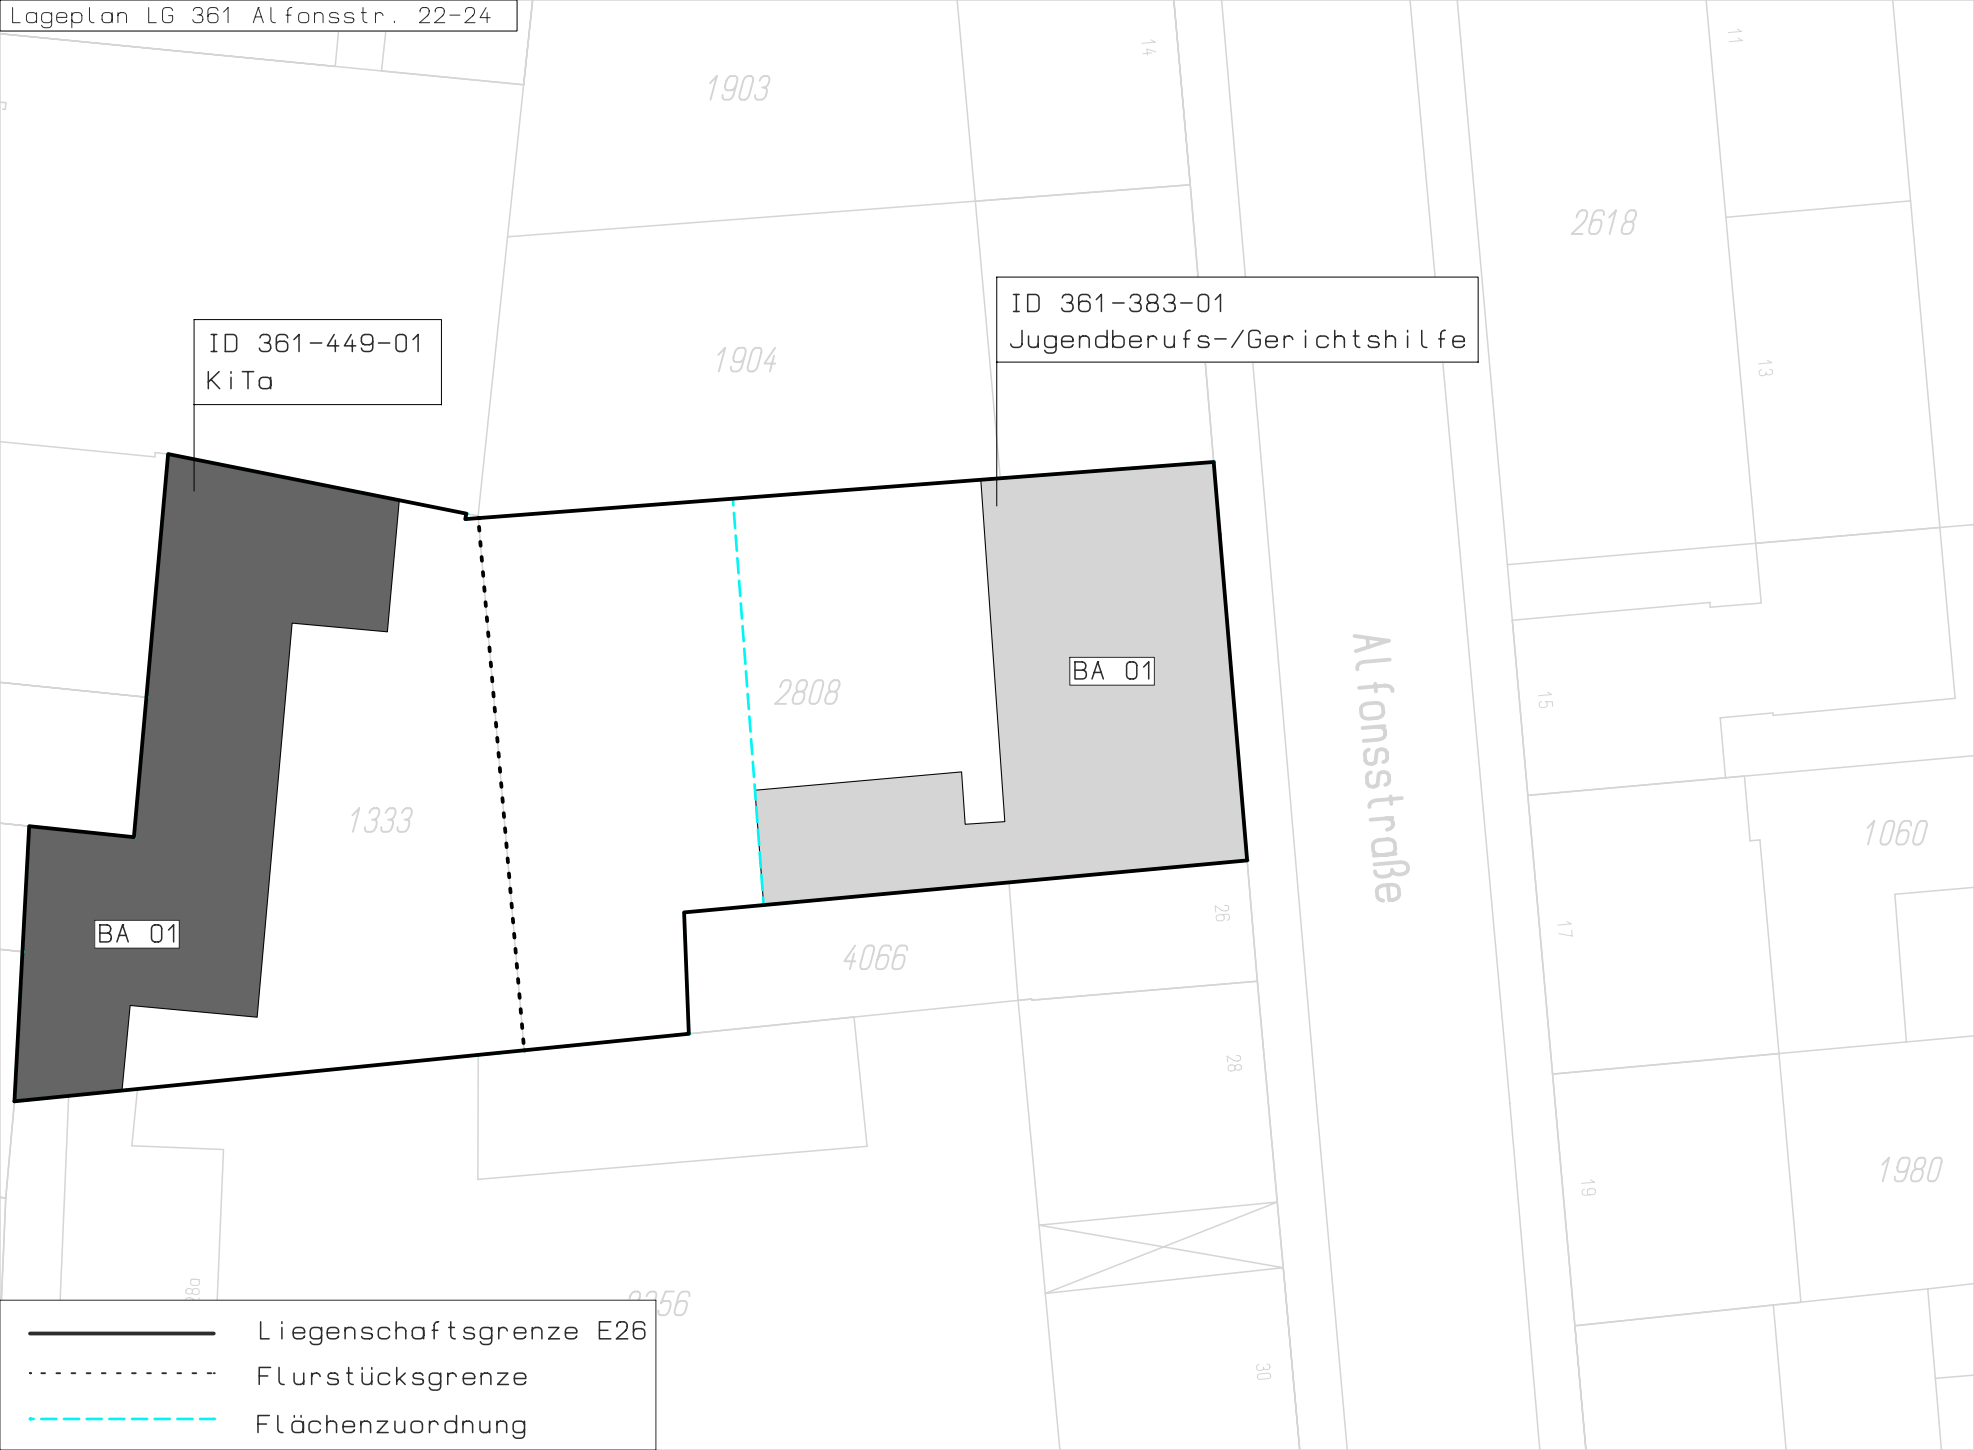 Lageplan LG 361 Alfonsstr. 22-24
14
11
1903
2618
ID 361-383-01
Jugendberufs-/Gerichtshilfe
ID 361-449-01
KiTa
1904
13
Alfonsstraße
BA 01
2808
15
1333
1060
26
17
BA 01
4066
28
1980
19
30
Liegenschaftsgrenze E26
Flurstücksgrenze
Flächenzuordnung